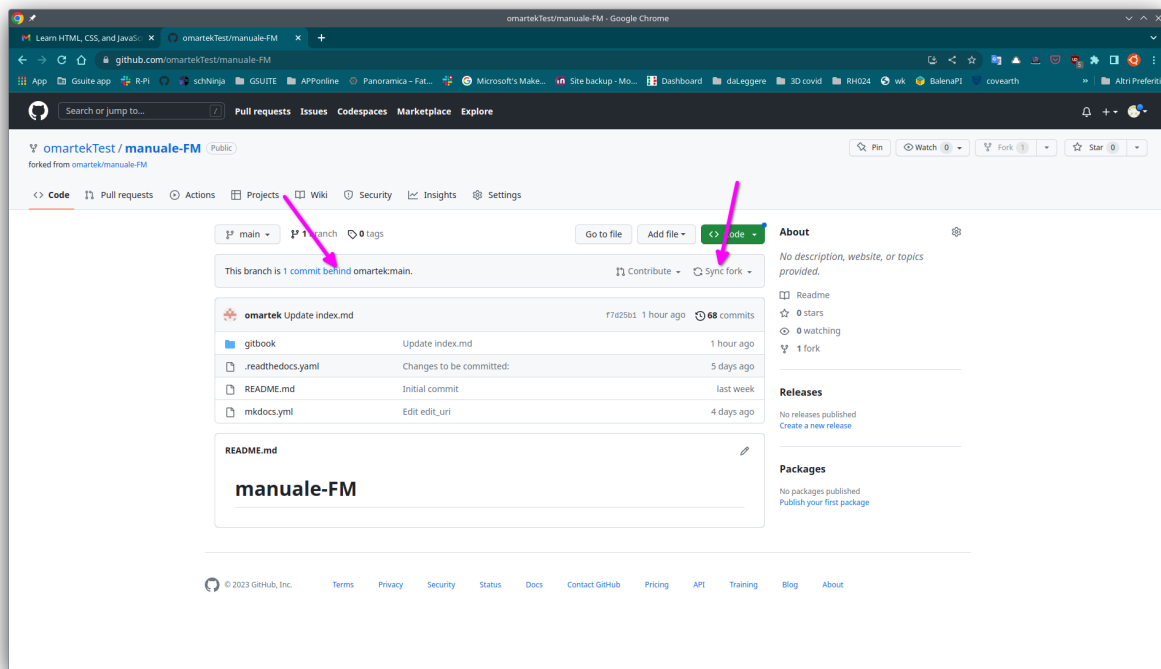 omartekTest/manuale-FM - Google Chrome
Learn HTML, CSS, and JavaSc
omartekTest/manuale-FM
github.com/omartekTest/manuale-FM
App Gsuite app R-Pi schNinja GSUITE APPonline Panoramica – Fat... Microsoft's Make... Site backup - Mo... Dashboard daLeggere 3D covid RH024 wk BalenaPI covearth » Altri Preferiti
Search or jump to... / Pull requests Issues Codespaces Marketplace Explore
omartekTest / manuale-FM Public
Pin Watch 0 Fork 1 Star 0
forked from omartek/manuale-FM
Code Pull requests Actions Projects Wiki Security Insights Settings
main 1 branch 0 tags Go to file Add file Code
This branch is 1 commit behind omartek:main. Contribute Sync fork
omartek Update index.md f7d25b1 1 hour ago 68 commits
gitbook Update index.md 1 hour ago
.readthedocs.yaml Changes to be committed: 5 days ago
README.md Initial commit last week
mkdocs.yml Edit edit_uri 4 days ago
README.md
manuale-FM
About
No description, website, or topics
provided.
Readme
0 stars
0 watching
1 fork
Releases
No releases published
Create a new release
Packages
No packages published
Publish your first package
© 2023 GitHub, Inc. Terms Privacy Security Status Docs Contact GitHub Pricing API Training Blog About